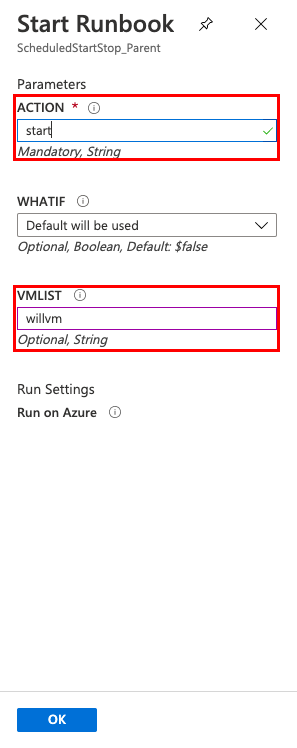 Start Runbook
ScheduledStartStop_Parent
Parameters
ACTION *
start
Mandatory, String
WHATIF
Default will be used
Optional, Boolean, Default: $false
VMLIST
willvm
Optional, String
Run Settings
Run on Azure
OK